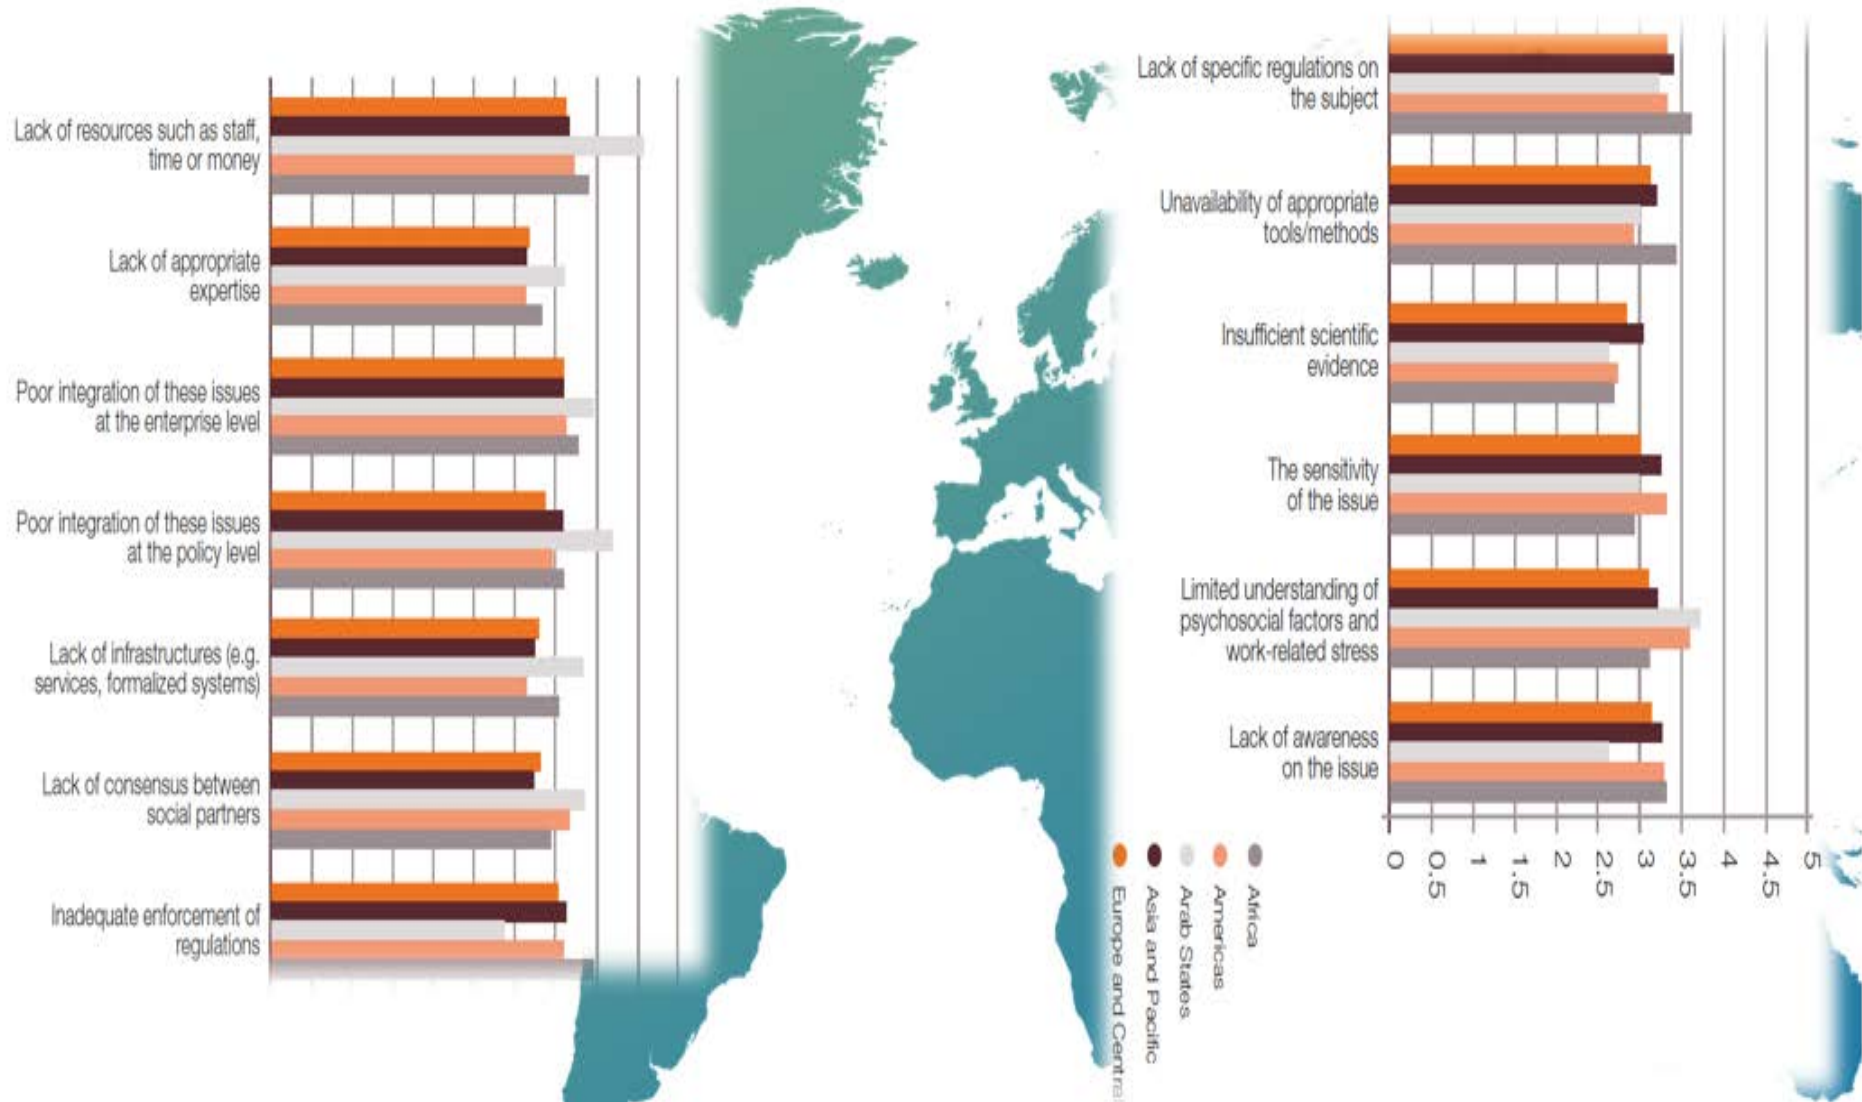 Lack of resources such as staff,
time or money
Lack of appropriate
expertise
Poor integration of these issues
at the enterprise level
Poor integration of these issues
at the policy level
Lack of infrastructures (e.g.
services, formalized systems)
Lack of consensus between
social partners
Inadequate enforcement of
regulations
Lack of specific regulations on
the subject
Unavailability of appropriate
tools/methods
Insufficient scientific
evidence
The sensitivity
of the issue
Limited understanding of
psychosocial factors and
work-related stress
Lack of awareness
on the issue
0
0.5
1
1.5
2
2.5
3
3.5
4
4.5
5
Africa
Americas
Arab States
Asia and Pacific
Europe and Central